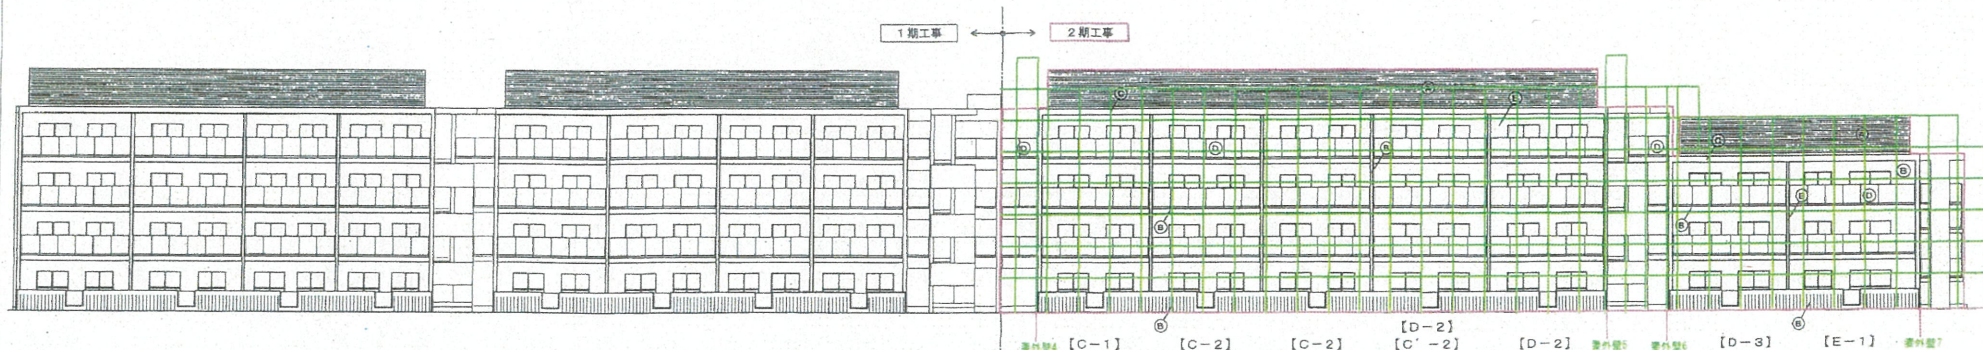 1期工事
2期工事
Ⓒ
Ⓐ
Ⓔ
Ⓓ
Ⓓ
Ⓑ
Ⓓ
Ⓒ
Ⓐ
Ⓑ
Ⓑ
Ⓑ
Ⓔ
Ⓓ
Ⓑ
Ⓑ
【D-2】
【C-1】
【C-2】
【C-2】
【C'-2】
【D-2】
【D-3】
【E-1】